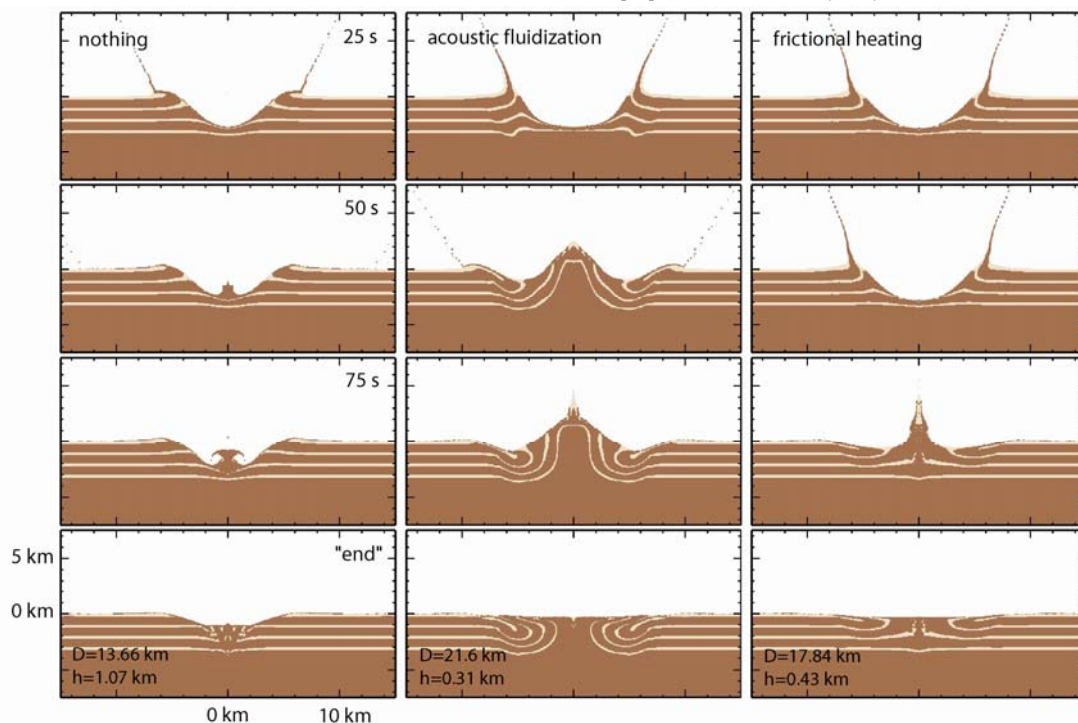 nothing
25 s
acoustic fluidization
frictional heating
50 s
75 s
5 km
"end"
0 km
D=13.66 km
h=1.07 km
D=21.6 km
h=0.31 km
D=17.84 km
h=0.43 km
0 km
10 km